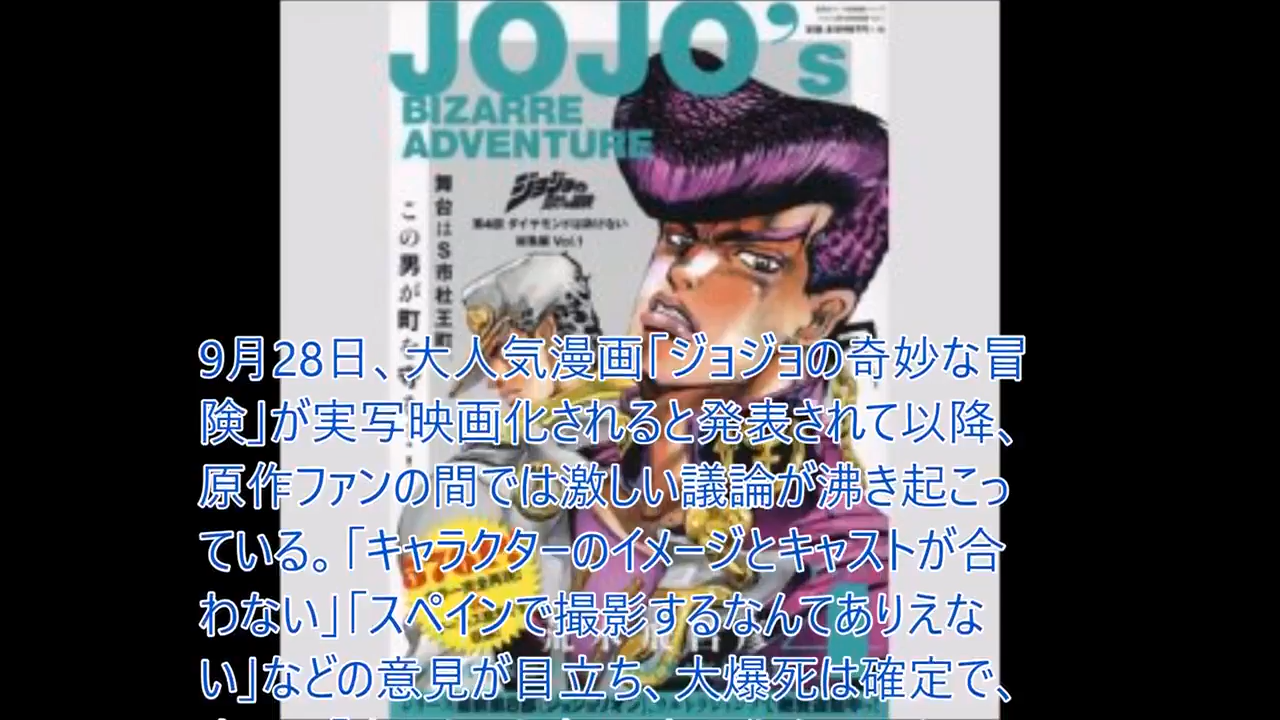 JOJO's
BIZARRE
ADVENTURE
ジョジョの
第4部 ダイヤモンドは砕けない
総集編 Vol.1
舞台はS市杜王町
この男が町
9月28日、大人気漫画「ジョジョの奇妙な冒
険」が実写映画化されると発表されて以降、
原作ファンの間では激しい議論が沸き起こっ
ている。「キャラクターのイメージとキャストが合
わない」「スペインで撮影するなんてありえな
い」などの意見が目立ち、大爆死は確定で、